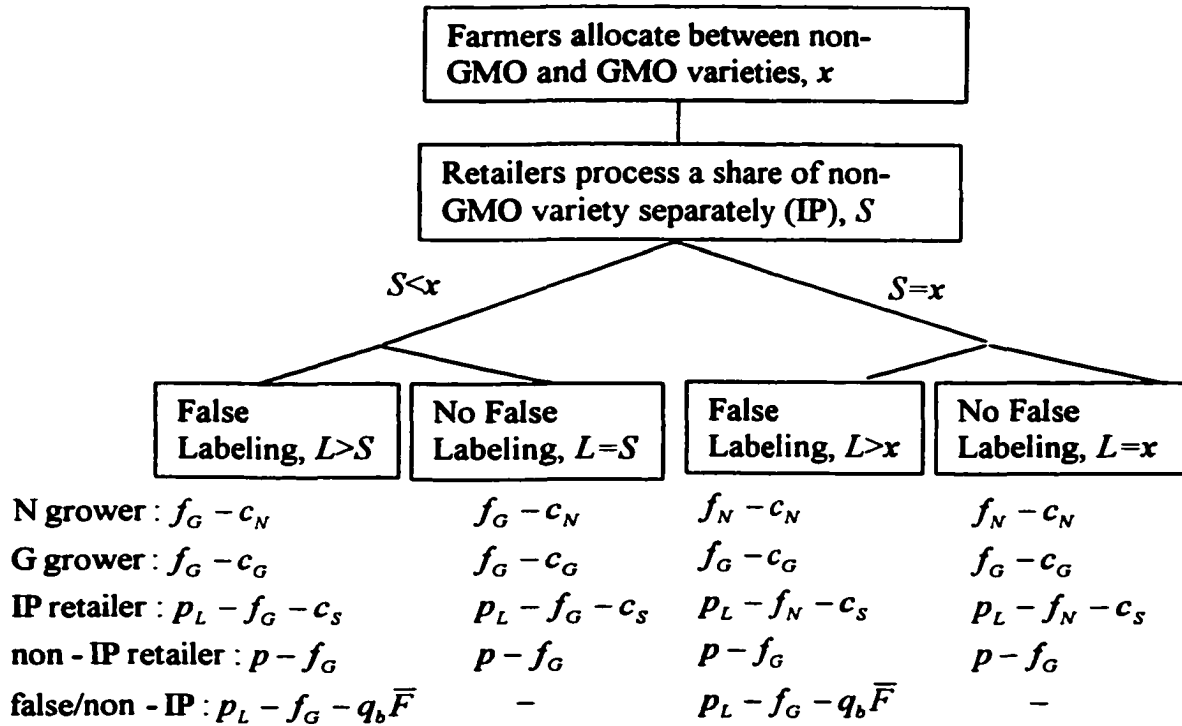 Farmers allocate between non-
GMO and GMO varieties, x
Retailers process a share of non-
GMO variety separately (IP), S
S<x
S=x
False
Labeling, L>S
No False
Labeling, L=S
False
Labeling, L>x
No False
Labeling, L=x
N grower : f_G − c_N f_G − c_N f_N − c_N f_N − c_N
G grower : f_G − c_G f_G − c_G f_G − c_G f_G − c_G
IP retailer : p_L − f_G − c_S p_L − f_G − c_S p_L − f_N − c_S p_L − f_N − c_S
non - IP retailer : p − f_G p − f_G p − f_G p − f_G
false/non - IP : p_L − f_G − q_b F̅ − p_L − f_G − q_b F̅ −